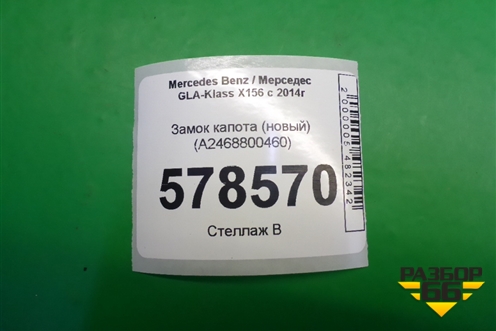 Mercedes Benz / Мерседес
GLA-Klass X156 с 2014г
Замок капота (новый)
(A2468800460)
578570
Стеллаж В
2000005482342
РАЗБОР
66